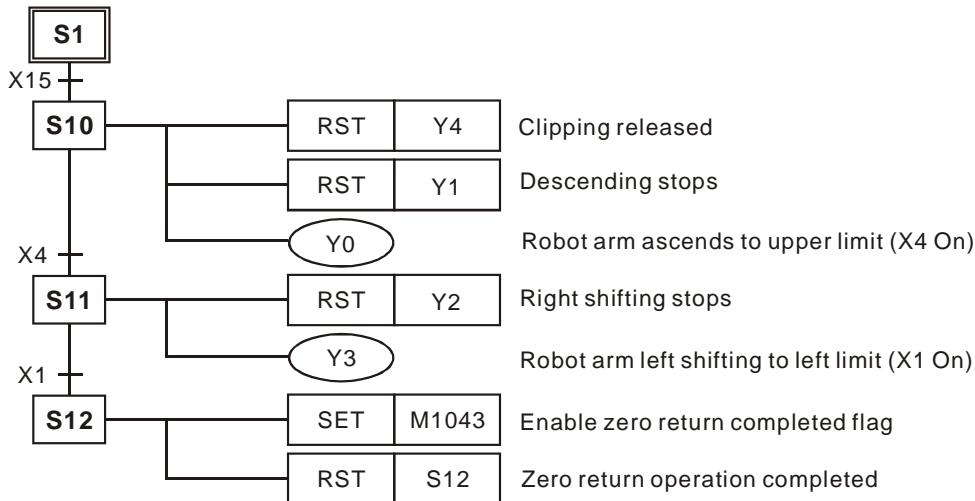 S1
X15
S10 RST Y4 Clipping released
RST Y1 Descending stops
Y0 Robot arm ascends to upper limit (X4 On)
X4
S11 RST Y2 Right shifting stops
Y3 Robot arm left shifting to left limit (X1 On)
X1
S12 SET M1043 Enable zero return completed flag
RST S12 Zero return operation completed